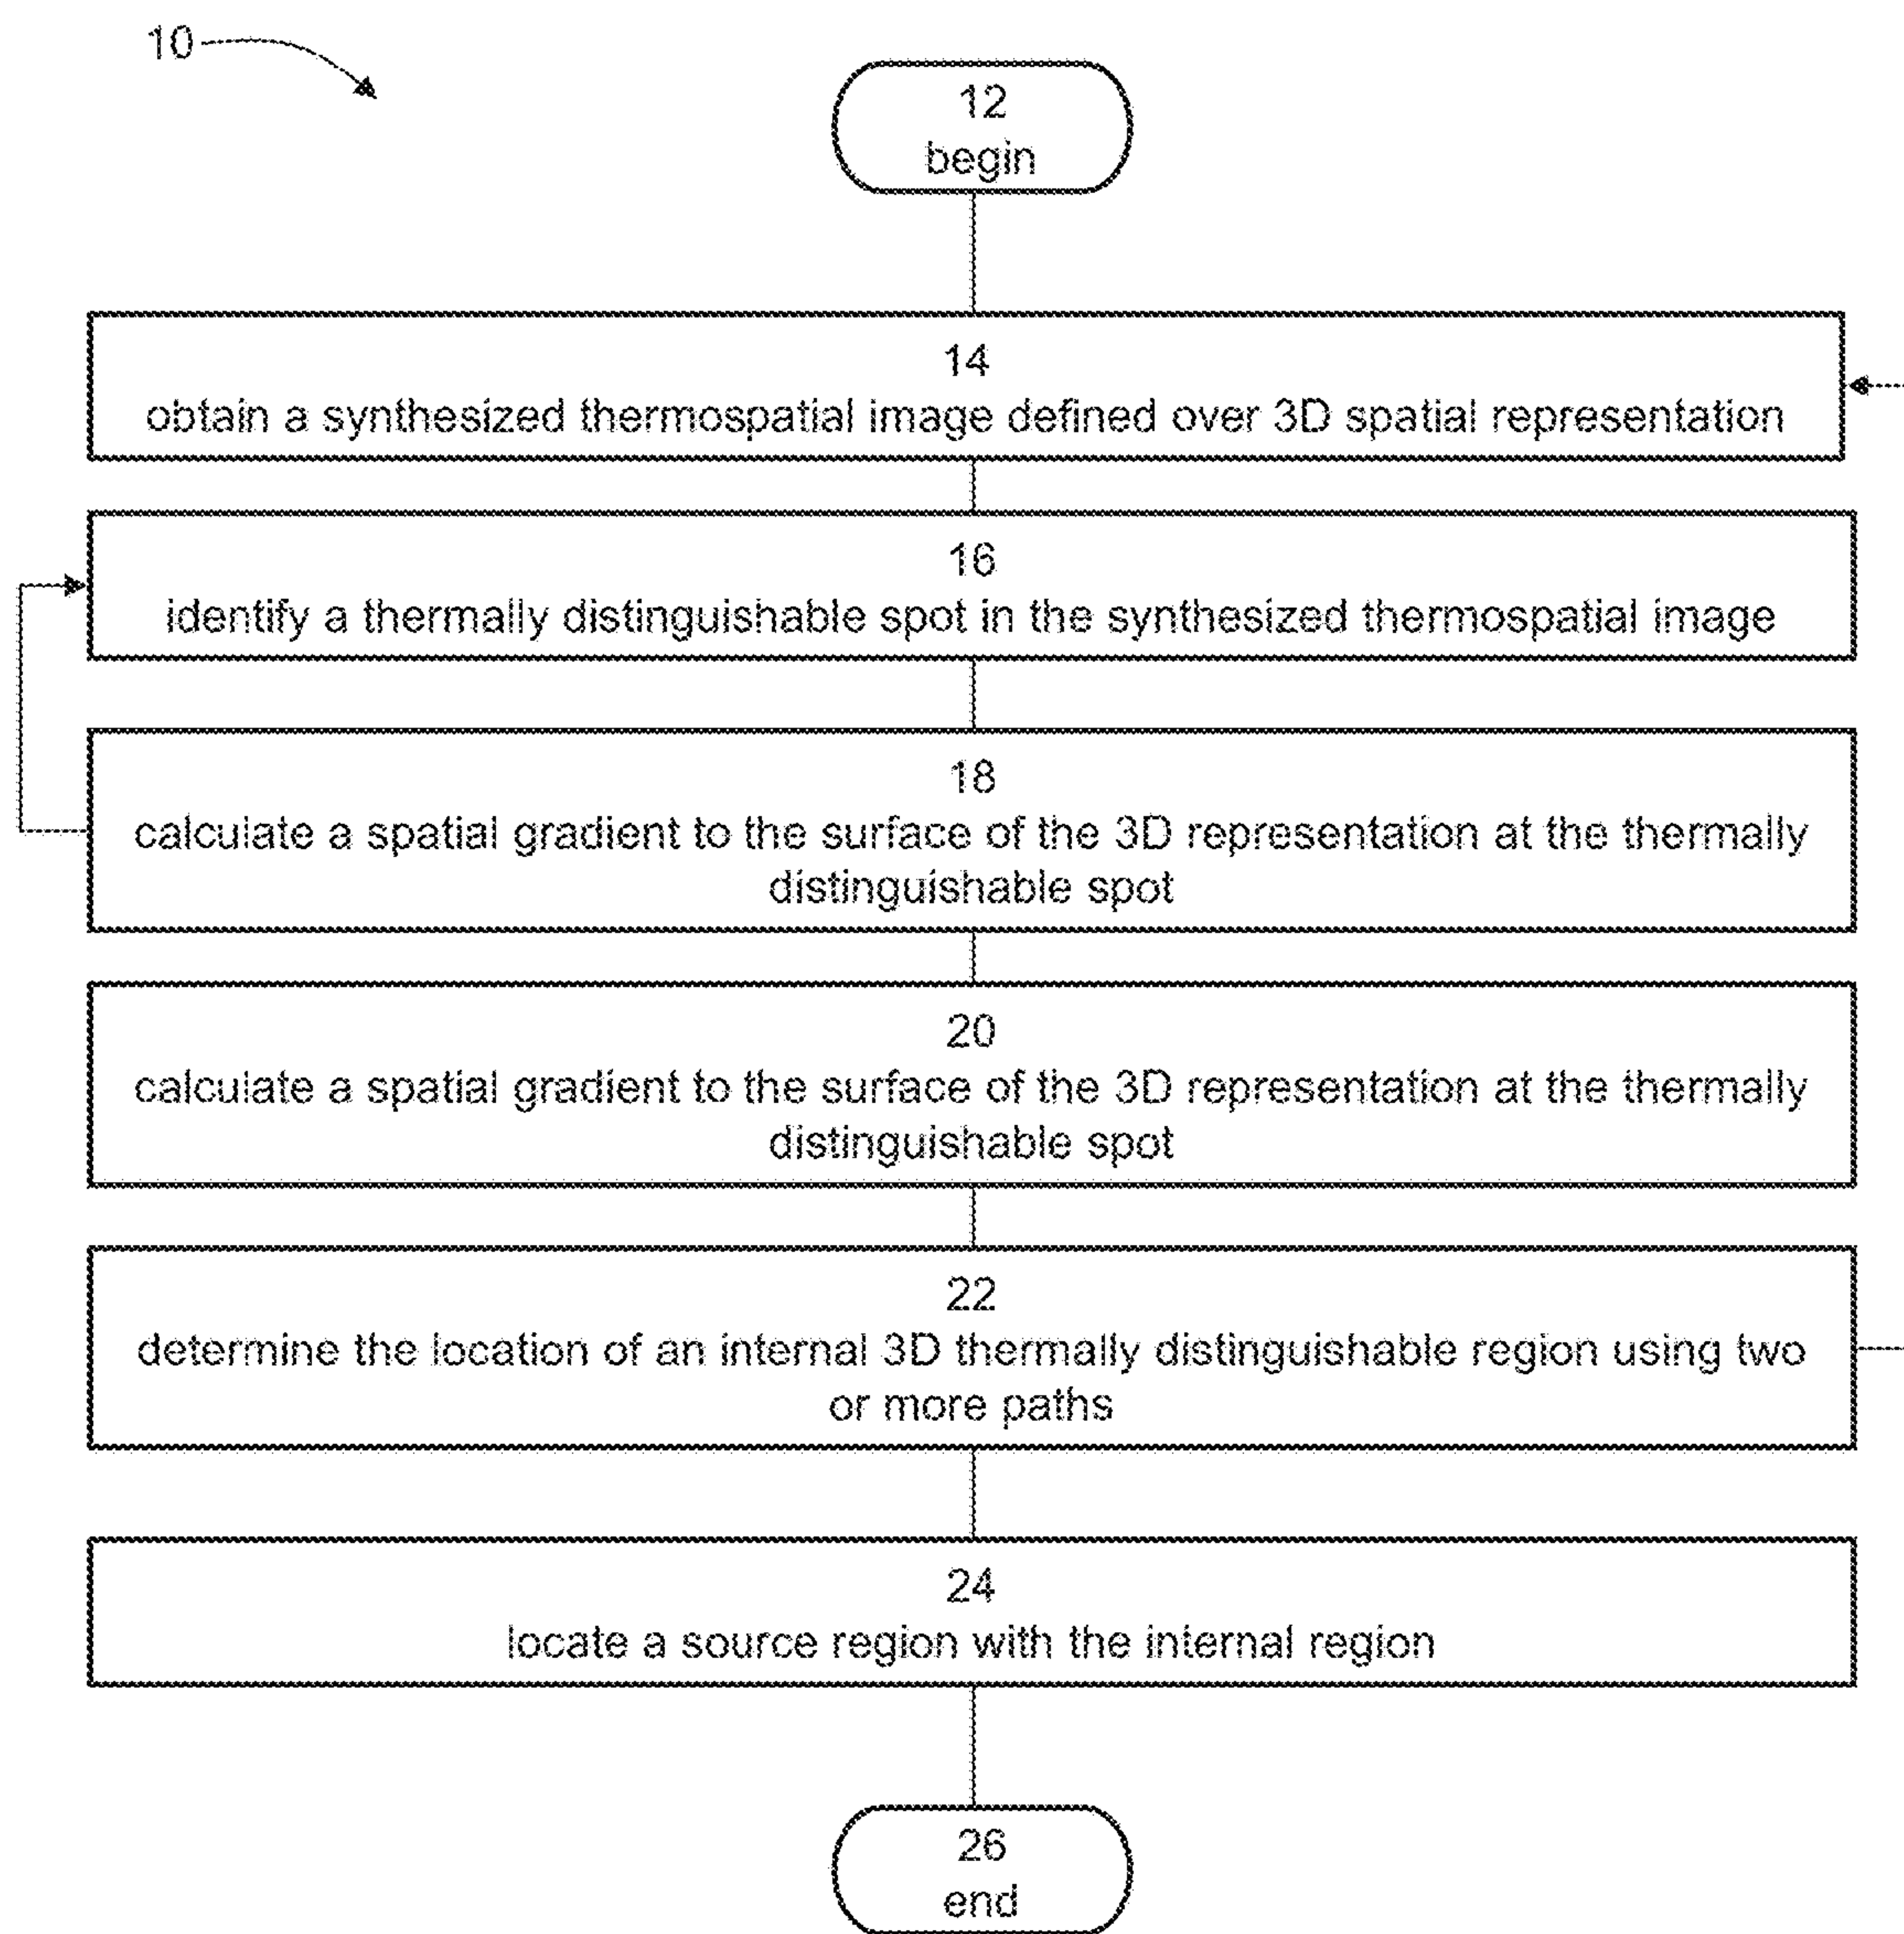 10
12
begin
14
obtain a synthesized thermospatial image defined over 3D spatial representation
16
identify a thermally distinguishable spot in the synthesized thermospatial image
18
calculate a spatial gradient to the surface of the 3D representation at the thermally
distinguishable spot
20
calculate a spatial gradient to the surface of the 3D representation at the thermally
distinguishable spot
22
determine the location of an internal 3D thermally distinguishable region using two
or more paths
24
locate a source region with the internal region
26
end